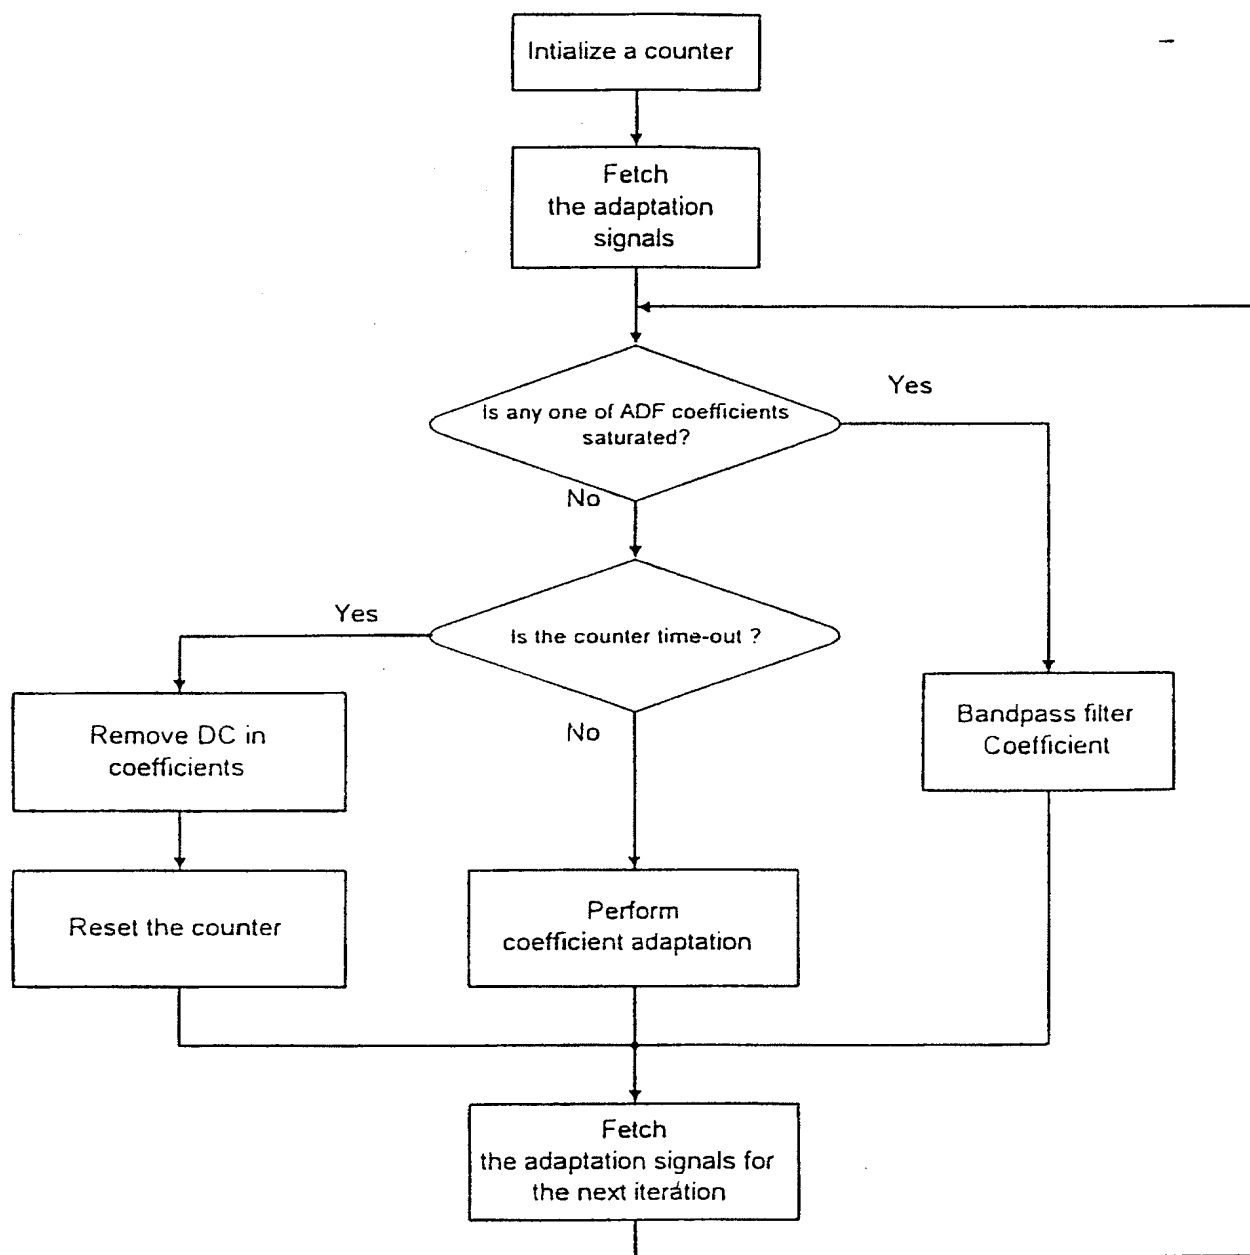 Intialize a counter
Fetch
the adaptation
signals
Is any one of ADF coefficients
saturated?
Yes
No
Is the counter time-out ?
Yes
No
Remove DC in
coefficients
Bandpass filter
Coefficient
Reset the counter
Perform
coefficient adaptation
Fetch
the adaptation signals for
the next iteration